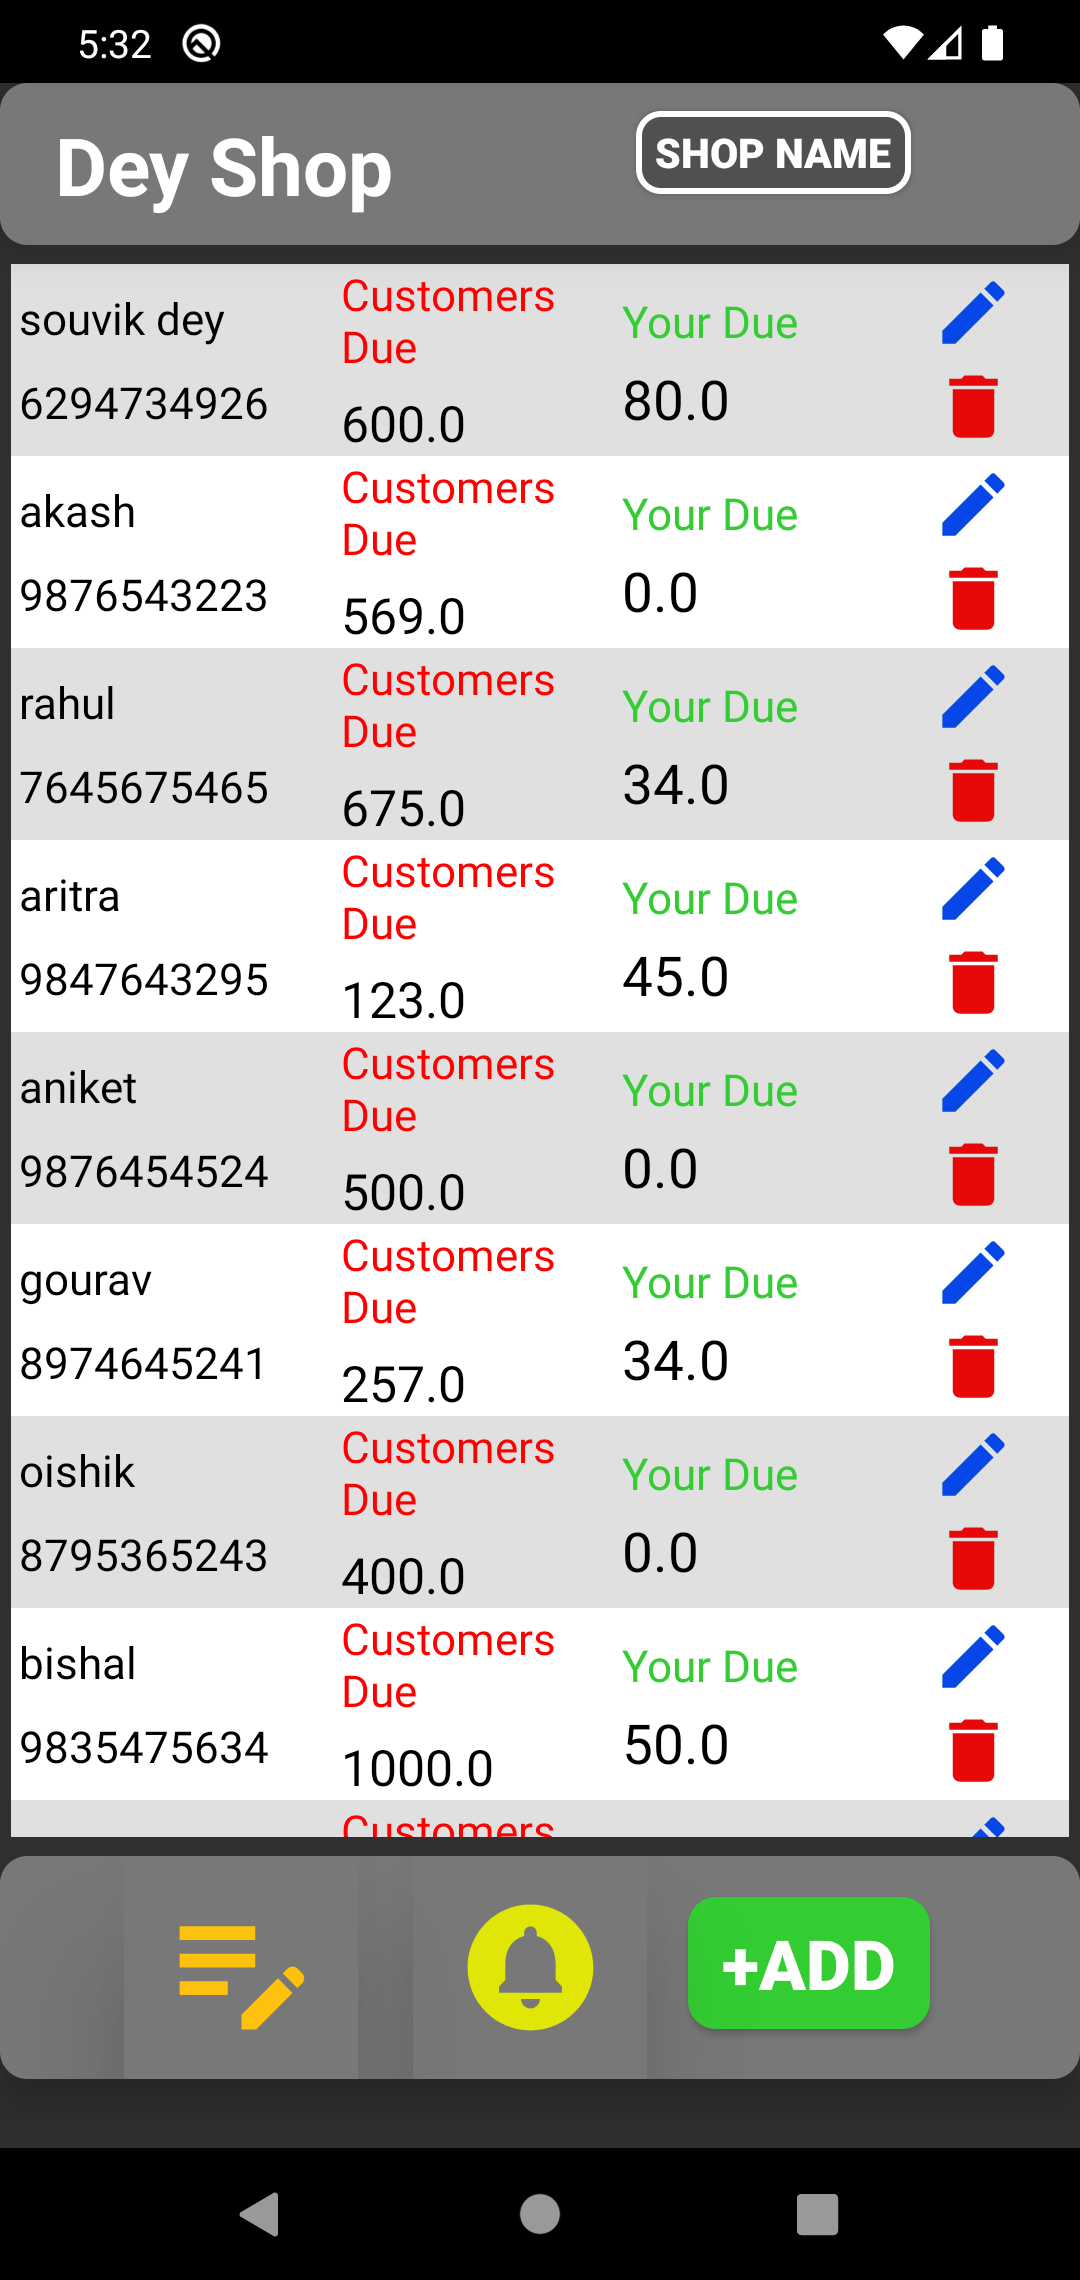 5:32
Dey Shop
SHOP NAME
souvik dey
6294734926
Customers
Due
600.0
Your Due
80.0
akash
9876543223
Customers
Due
569.0
Your Due
0.0
rahul
7645675465
Customers
Due
675.0
Your Due
34.0
aritra
9847643295
Customers
Due
123.0
Your Due
45.0
aniket
9876454524
Customers
Due
500.0
Your Due
0.0
gourav
8974645241
Customers
Due
257.0
Your Due
34.0
oishik
8795365243
Customers
Due
400.0
Your Due
0.0
bishal
9835475634
Customers
Due
1000.0
Your Due
50.0
Customers
+ADD